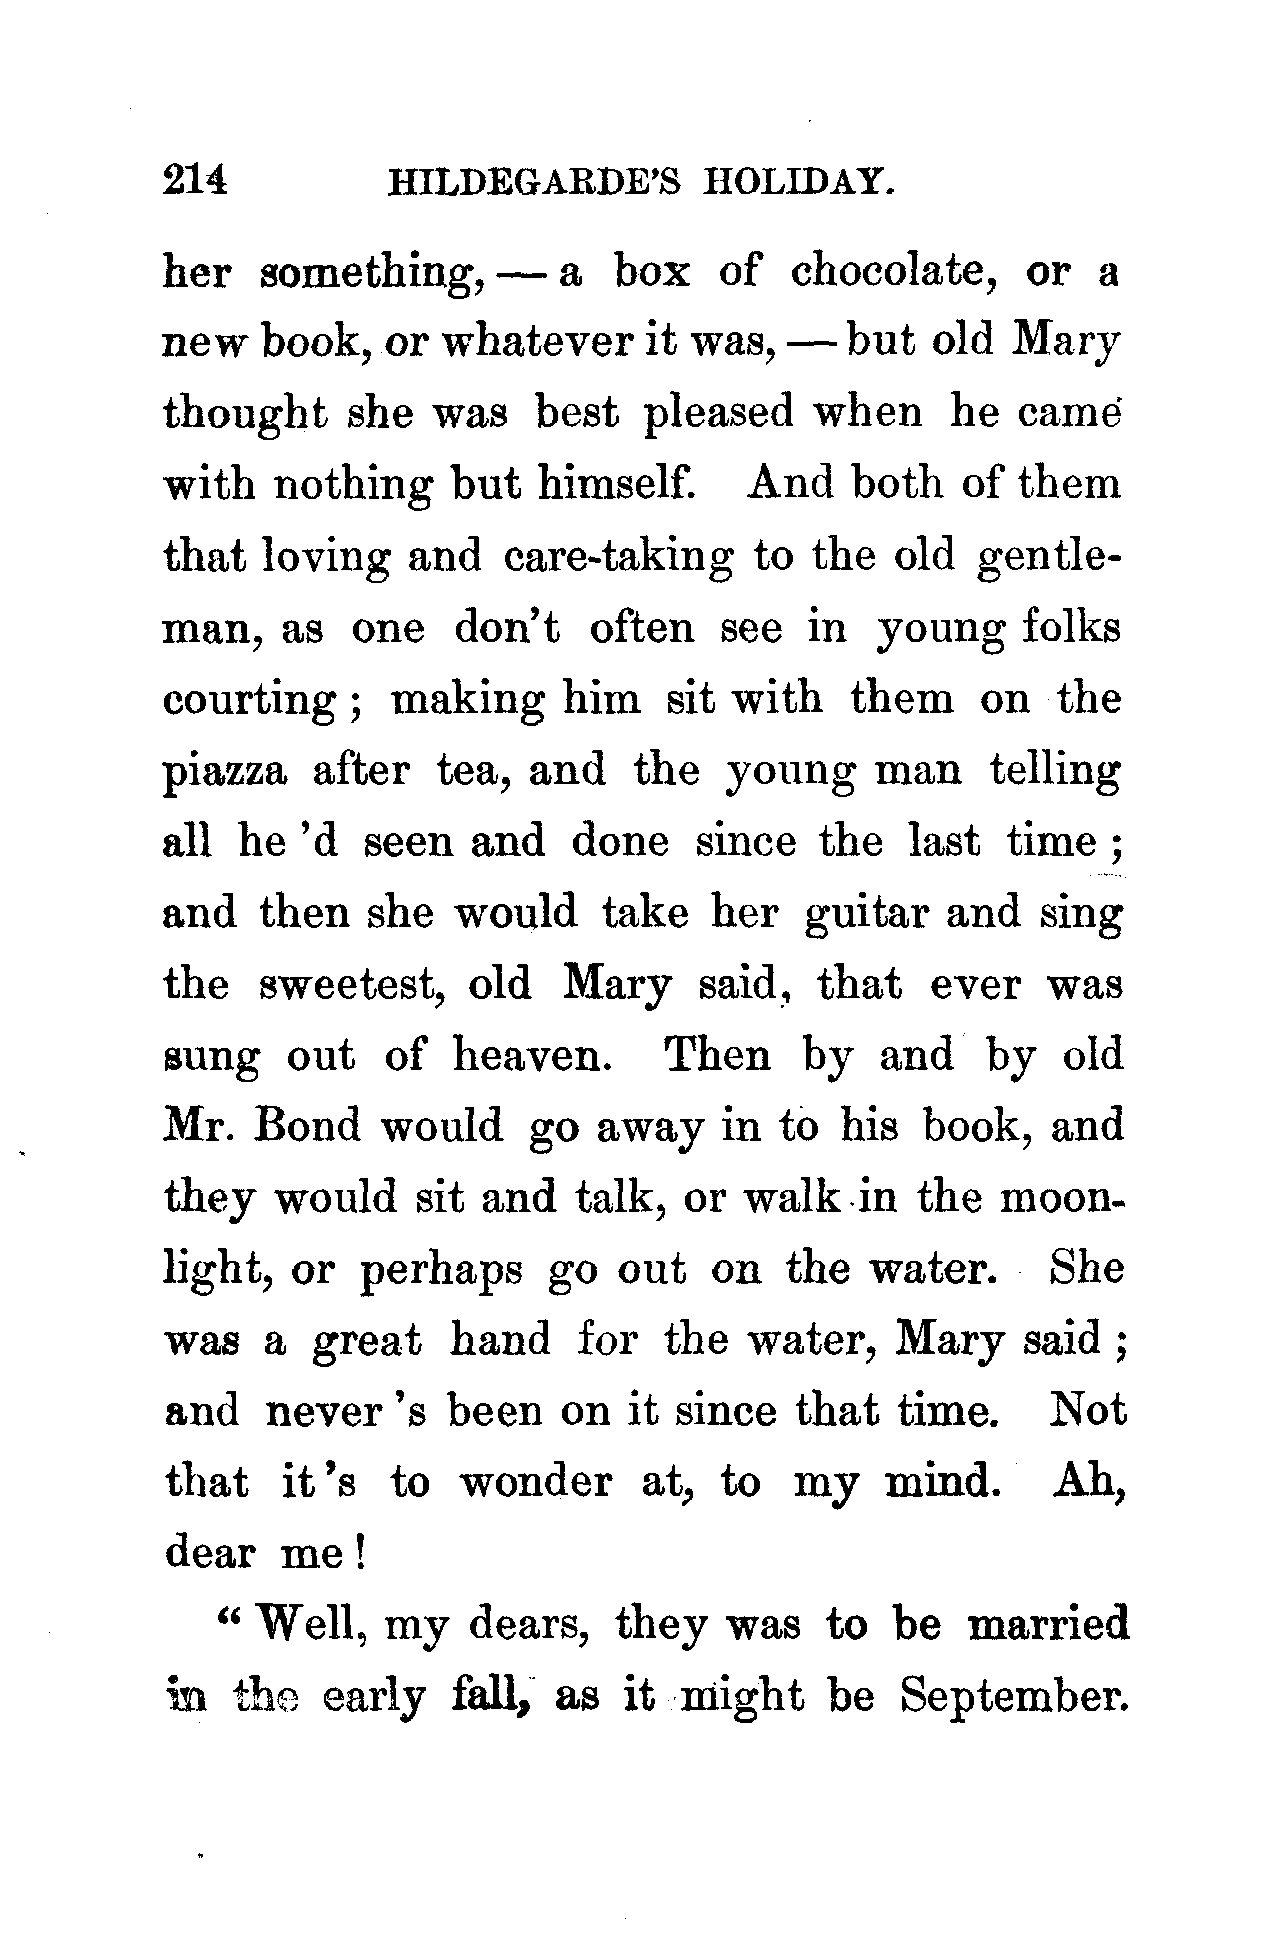 214 HILDEGARDE'S HOLIDAY.
her something, — a box of chocolate, or a
new book, or whatever it was, — but old Mary
thought she was best pleased when he came
with nothing but himself. And both of them
that loving and care-taking to the old gentle-
man, as one don't often see in young folks
courting ; making him sit with them on the
piazza after tea, and the young man telling
all he 'd seen and done since the last time ;
and then she would take her guitar and sing
the sweetest, old Mary said, that ever was
sung out of heaven. Then by and by old
Mr. Bond would go away in to his book, and
they would sit and talk, or walk in the moon-
light, or perhaps go out on the water. She
was a great hand for the water, Mary said ;
and never 's been on it since that time. Not
that it 's to wonder at, to my mind. Ah,
dear me !
" Well, my dears, they was to be married
in the early fall, as it might be September.